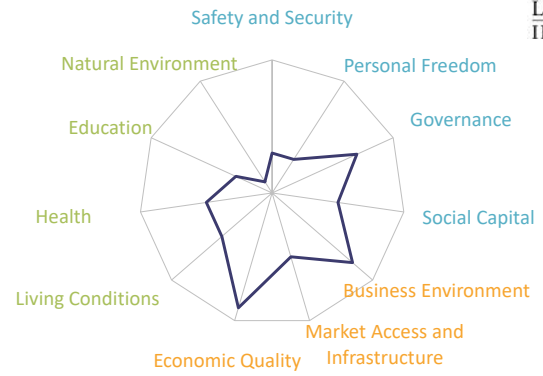 Safety and Security
Natural Environment
Personal Freedom
Education
Governance
Health
Social Capital
Living Conditions
Business Environment
Market Access and
Infrastructure
Economic Quality